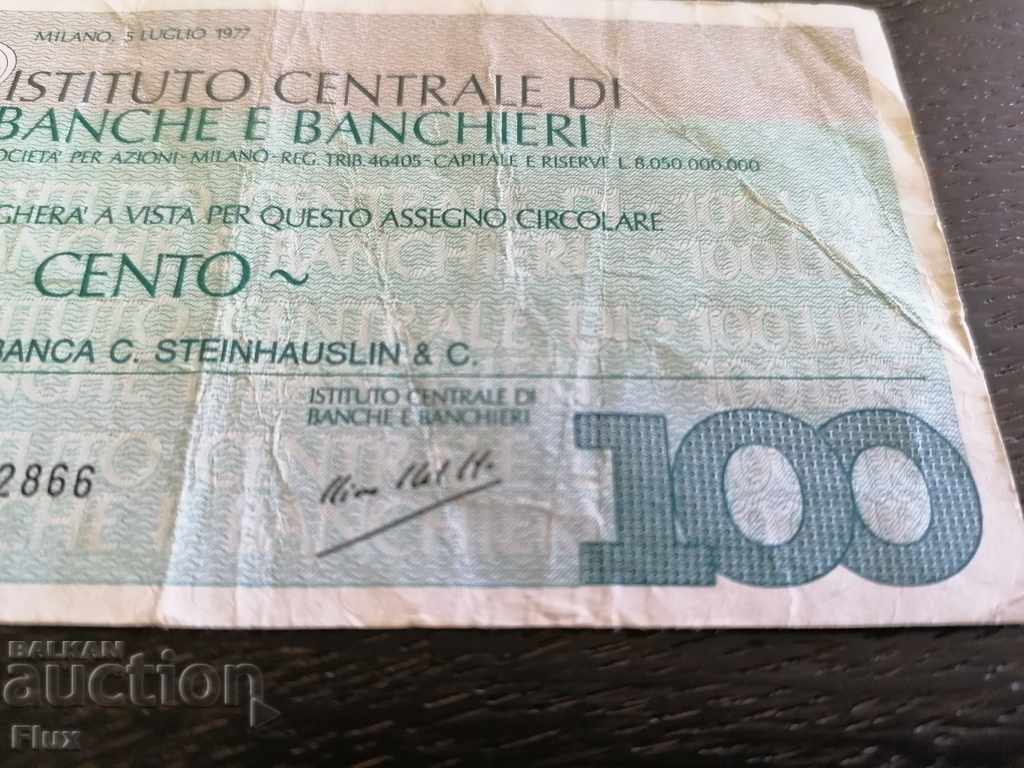 MILANO, 5 LUGLIO 1977
ISTITUTO CENTRALE DI
BANCHE E BANCHIERI
SOCIETA' PER AZIONI - MILANO - REG. TRIB. 46405 - CAPITALE E RISERVE L. 8.050.000.000
GHERA' A VISTA PER QUESTO ASSEGNO CIRCOLARE
CENTO ~
BANCA C. STEINHAUSLIN & C.
ISTITUTO CENTRALE DI
BANCHE E BANCHIERI
2866
100
BALKAN
auction
Flux